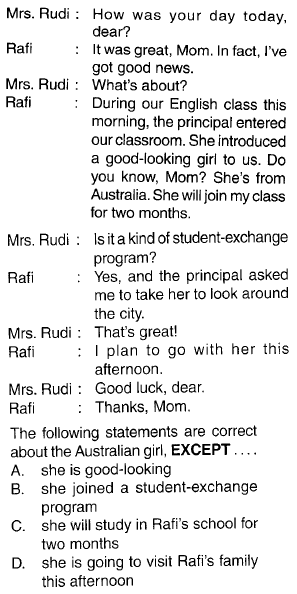 Mrs. Rudi : How was your day today,
dear?
Rafi : It was great, Mom. In fact, I've
got good news.
Mrs. Rudi : What's about?
Rafi : During our English class this
morning, the principal entered
our classroom. She introduced
a good-looking girl to us. Do
you know, Mom? She's from
Australia. She will join my class
for two months.
Mrs. Rudi : Is it a kind of student-exchange
program?
Rafi : Yes, and the principal asked
me to take her to look around
the city.
Mrs. Rudi : That's great!
Rafi : I plan to go with her this
afternoon.
Mrs. Rudi : Good luck, dear.
Rafi : Thanks, Mom.
The following statements are correct
about the Australian girl, EXCEPT ....
A. she is good-looking
B. she joined a student-exchange
program
C. she will study in Rafi's school for
two months
D. she is going to visit Rafi's family
this afternoon